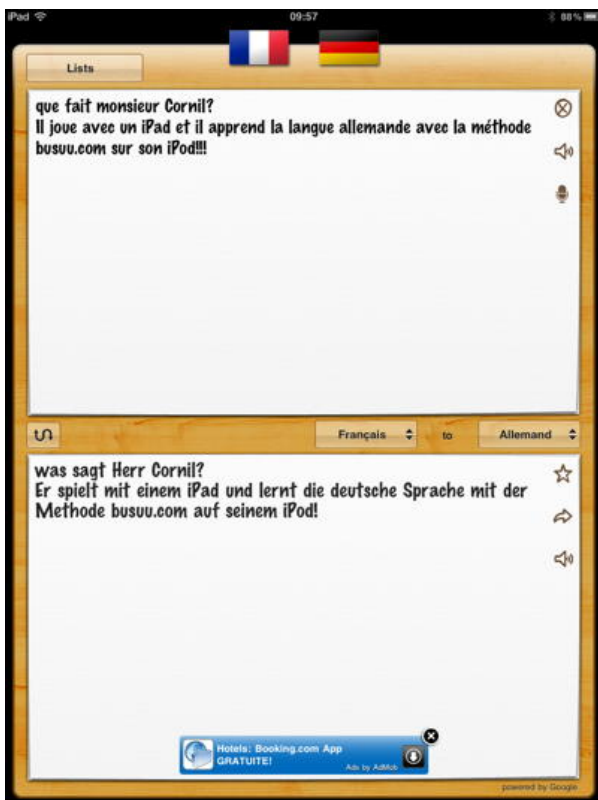 iPad 09:57 88%
Lists
que fait monsieur Cornil?
Il joue avec un iPad et il apprend la langue allemande avec la méthode
busuu.com sur son iPod!!!
Français to Allemand
was sagt Herr Cornil?
Er spielt mit einem iPad und lernt die deutsche Sprache mit der
Methode busuu.com auf seinem iPod!
Hotels: Booking.com App
GRATUITE!
Ads by AdMob
powered by Google